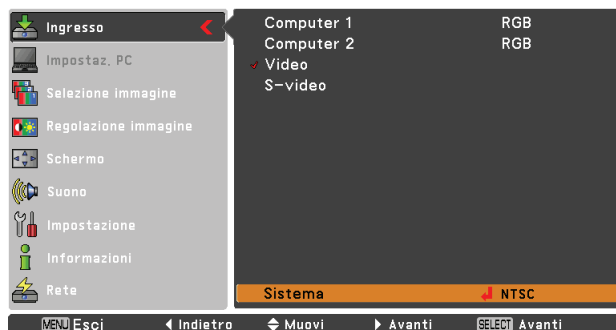 Ingresso
Impostaz. PC
Selezione immagine
Regolazione immagine
Schermo
Suono
Impostazione
Informazioni
Rete
Computer 1 RGB
Computer 2 RGB
Video
S-video
Sistema NTSC
MENU Esci Indietro Muovi Avanti SELECT Avanti